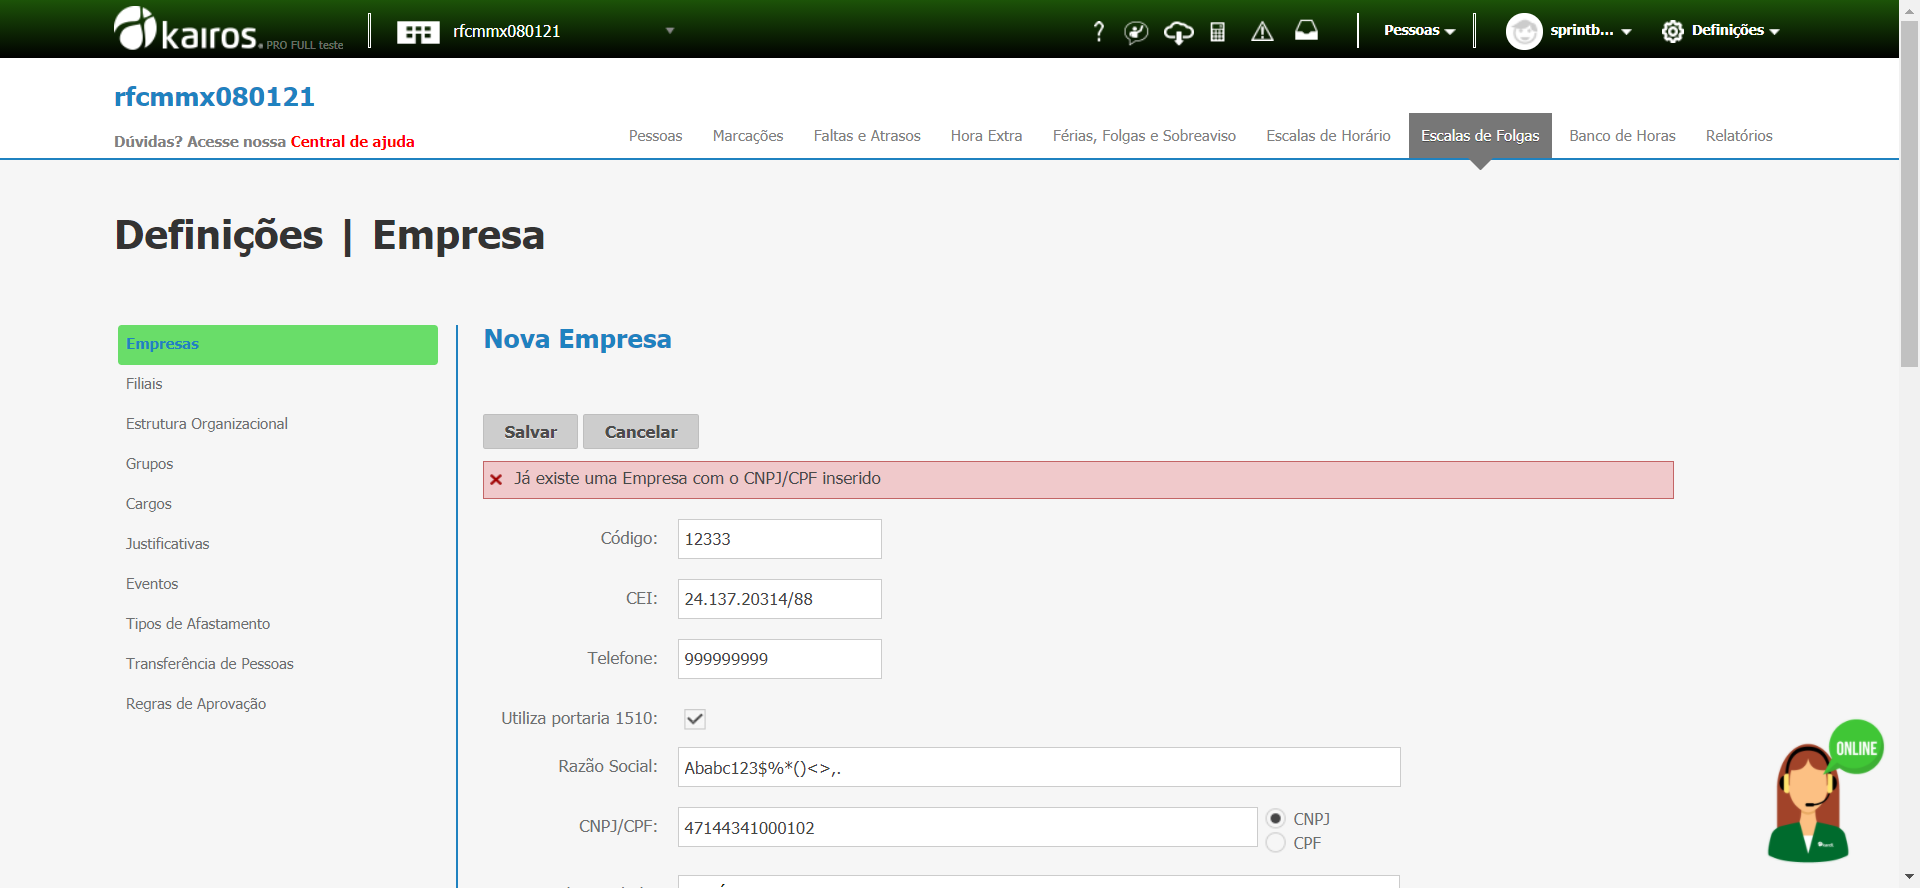 kairos. PRO FULL teste
rfcmmx080121
?
Pessoas
sprintb...
Definições
rfcmmx080121
Dúvidas? Acesse nossa Central de ajuda
Pessoas
Marcações
Faltas e Atrasos
Hora Extra
Férias, Folgas e Sobreaviso
Escalas de Horário
Escalas de Folgas
Banco de Horas
Relatórios
Definições | Empresa
Empresas
Filiais
Estrutura Organizacional
Grupos
Cargos
Justificativas
Eventos
Tipos de Afastamento
Transferência de Pessoas
Regras de Aprovação
Nova Empresa
Salvar
Cancelar
Já existe uma Empresa com o CNPJ/CPF inserido
Código: 12333
CEI: 24.137.20314/88
Telefone: 999999999
Utiliza portaria 1510:
Razão Social: Ababc123$%*()<>,.
CNPJ/CPF: 47144341000102
CNPJ
CPF
ONLINE